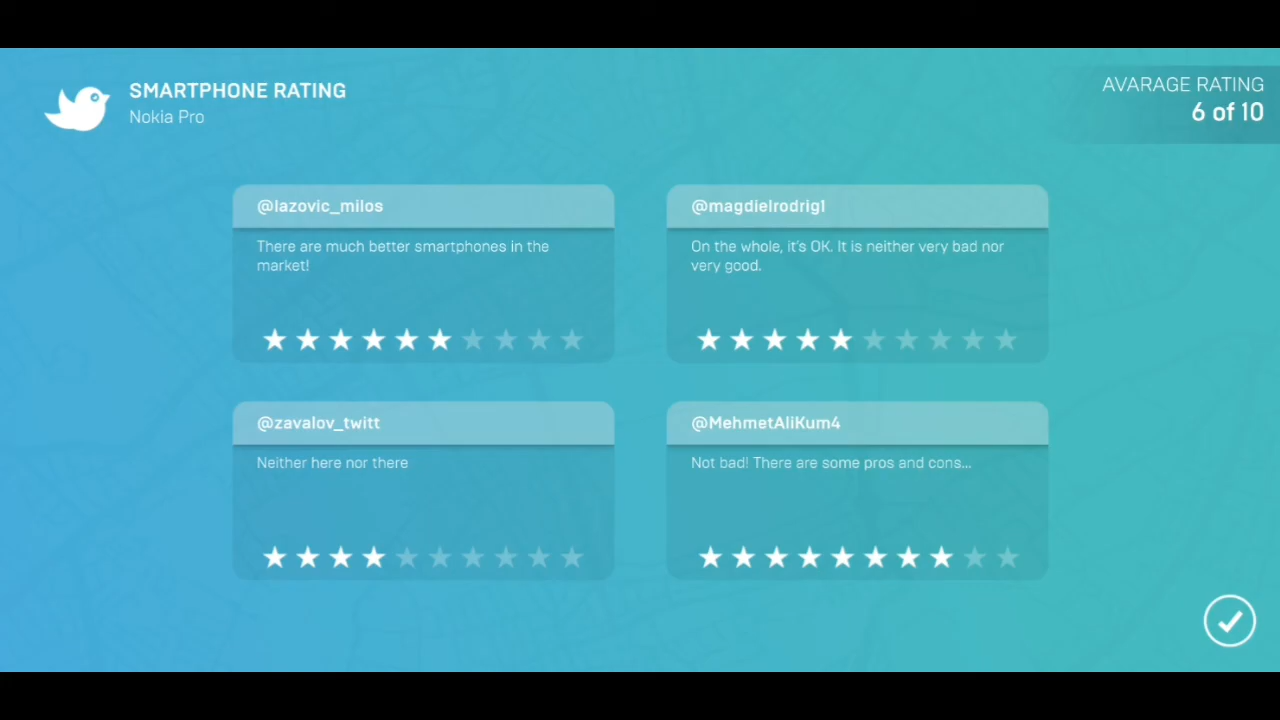 SMARTPHONE RATING
Nokia Pro
AVARAGE RATING
6 of 10
@lazovic_milos
There are much better smartphones in the
market!
@magdielrodrig1
On the whole, it's OK. It is neither very bad nor
very good.
@zavalov_twitt
Neither here nor there
@MehmetAliKum4
Not bad! There are some pros and cons...